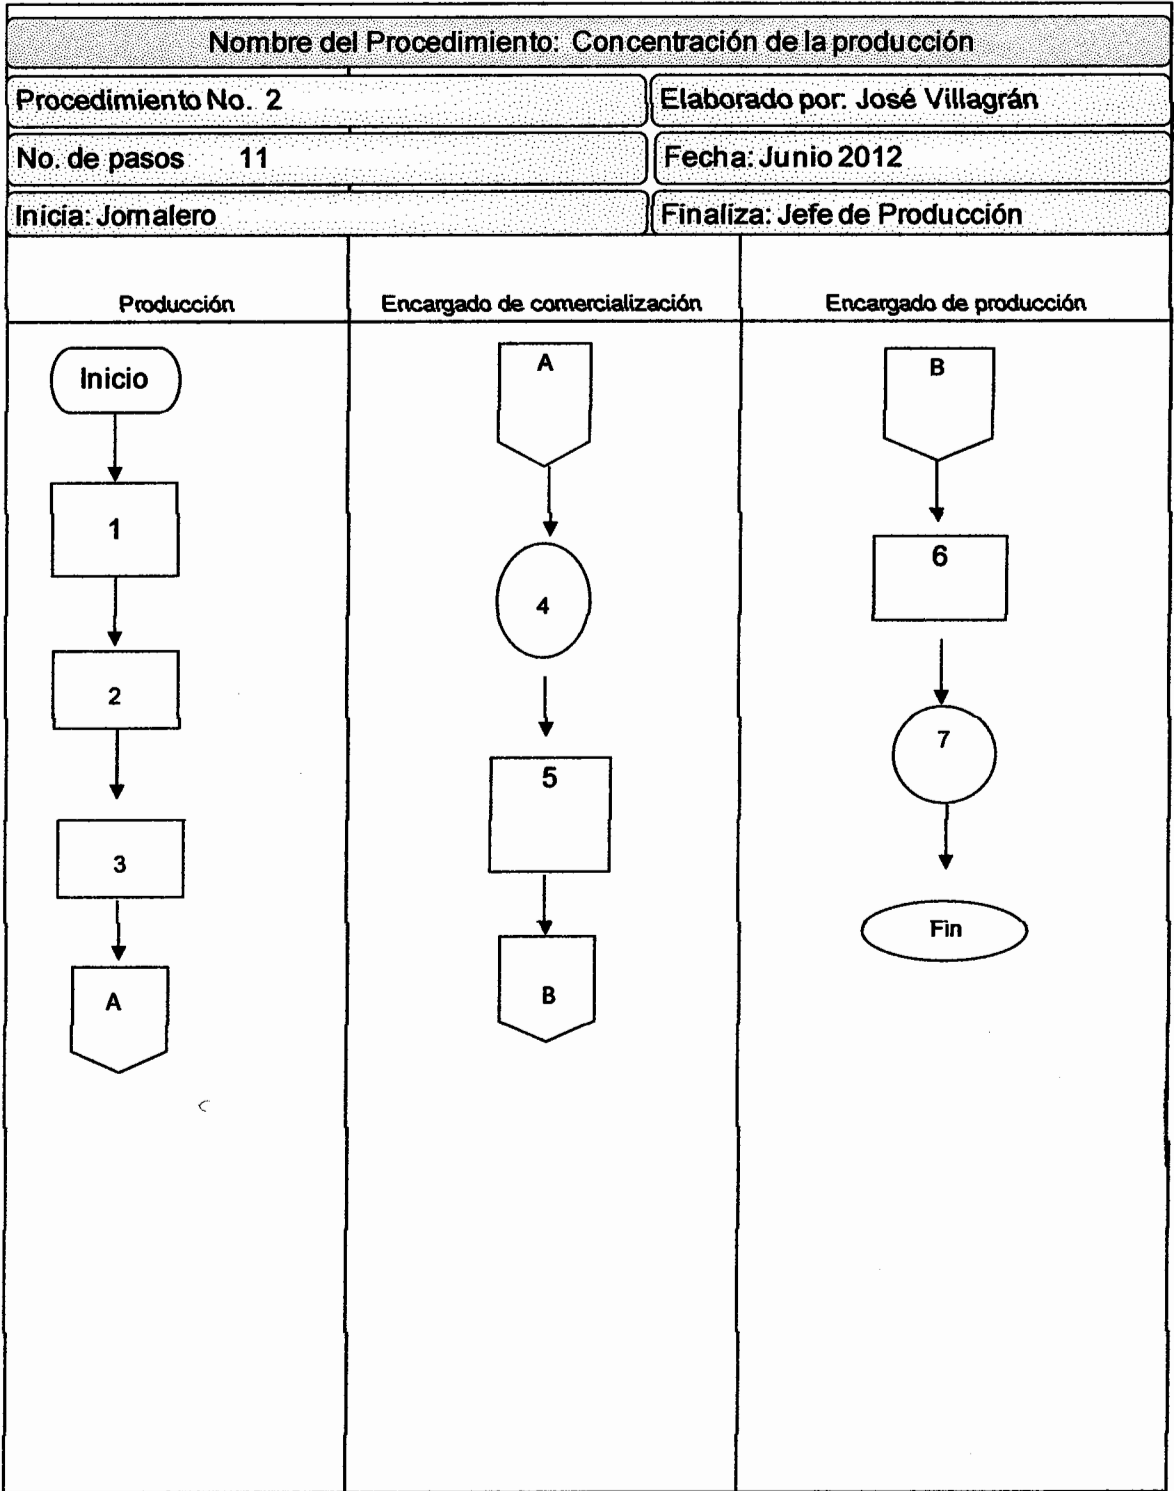 Nombre del Procedimiento: Concentración de la producción
Procedimiento No. 2
Elaborado por: José Villagrán
No. de pasos 11
Fecha: Junio 2012
Inicia: Jornalero
Finaliza: Jefe de Producción
Producción
Encargado de comercialización
Encargado de producción
Inicio
1
2
3
A
A
4
5
B
B
6
7
Fin